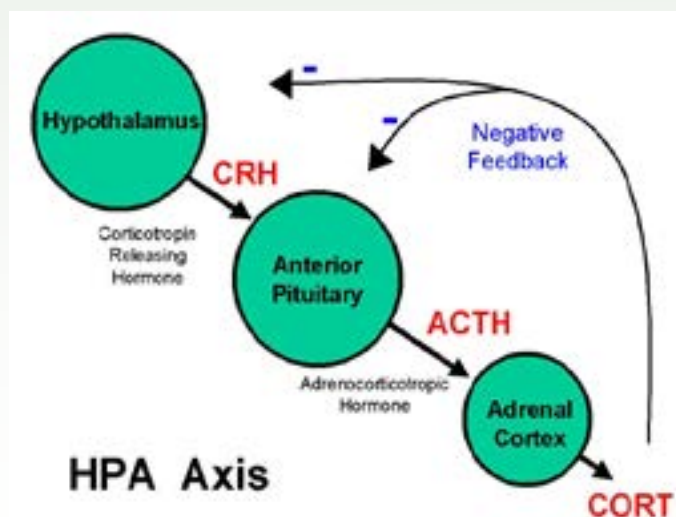 Hypothalamus
-
-
Negative
Feedback
CRH
Corticotropin
Releasing
Hormone
Anterior
Pituitary
ACTH
Adrenocorticotropic
Hormone
Adrenal
Cortex
HPA Axis
CORT